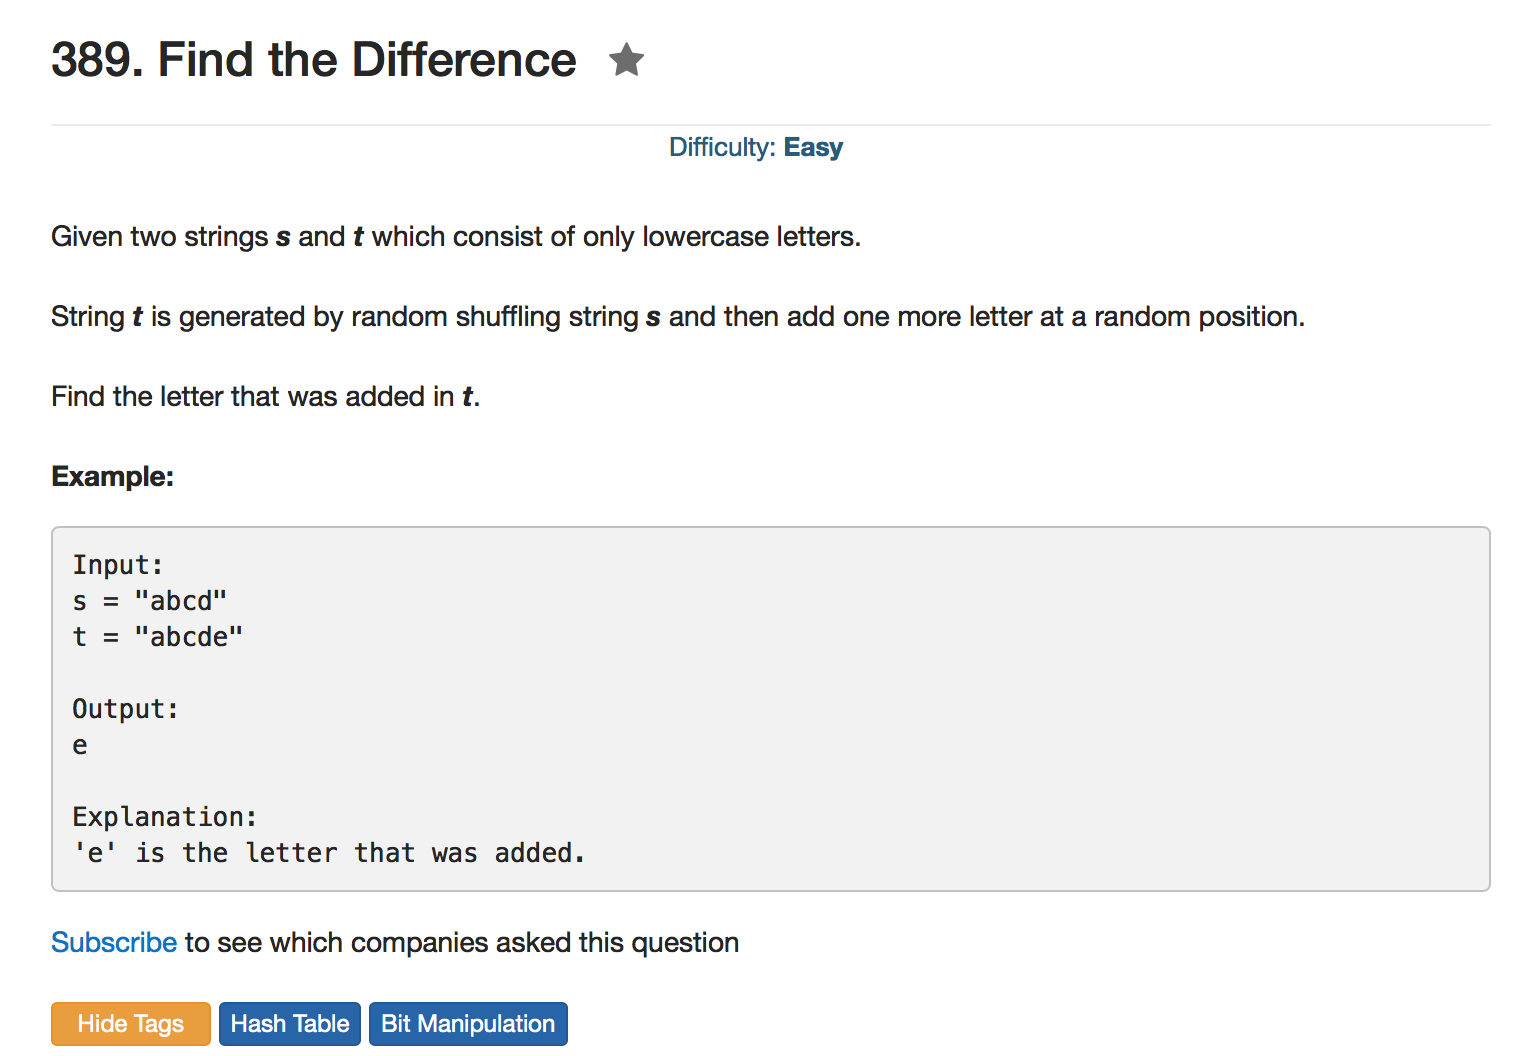 389. Find the Difference
Difficulty: Easy
Given two strings s and t which consist of only lowercase letters.
String t is generated by random shuffling string s and then add one more letter at a random position.
Find the letter that was added in t.
Example:
Input:
s = "abcd"
t = "abcde"
Output:
e
Explanation:
'e' is the letter that was added.
Subscribe to see which companies asked this question
Hide Tags Hash Table Bit Manipulation